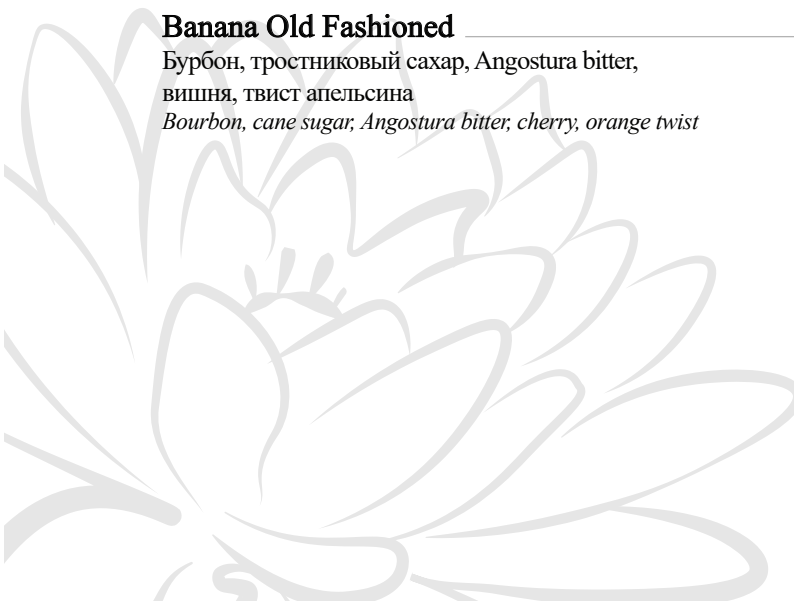 Banana Old Fashioned
Бурбон, тростниковый сахар, Angostura bitter,
вишня, твист апельсина
Bourbon, cane sugar, Angostura bitter, cherry, orange twist